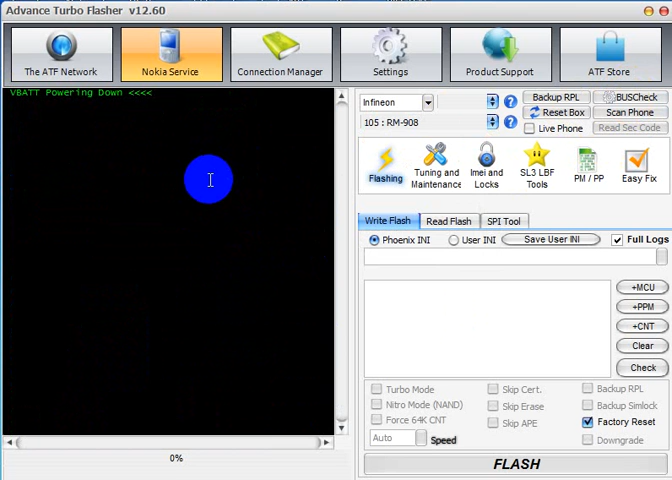 Advance Turbo Flasher v12.60
The ATF Network
Nokia Service
Connection Manager
Settings
Product Support
ATF Store
VBATT Powering Down <<<<
Infineon
Backup RPL
BUSCheck
Reset Box
Scan Phone
105 : RM-908
Live Phone
Read Sec Code
Flashing
Tuning and
Maintenance
Imei and
Locks
SL3 LBF
Tools
PM / PP
Easy Fix
Write Flash
Read Flash
SPI Tool
Phoenix INI
User INI
Save User INI
Full Logs
+MCU
+PPM
+CNT
Clear
Check
Turbo Mode
Skip Cert.
Backup RPL
Nitro Mode (NAND)
Skip Erase
Backup Simlock
Force 64K CNT
Skip APE
Factory Reset
Auto
Speed
Downgrade
0%
FLASH